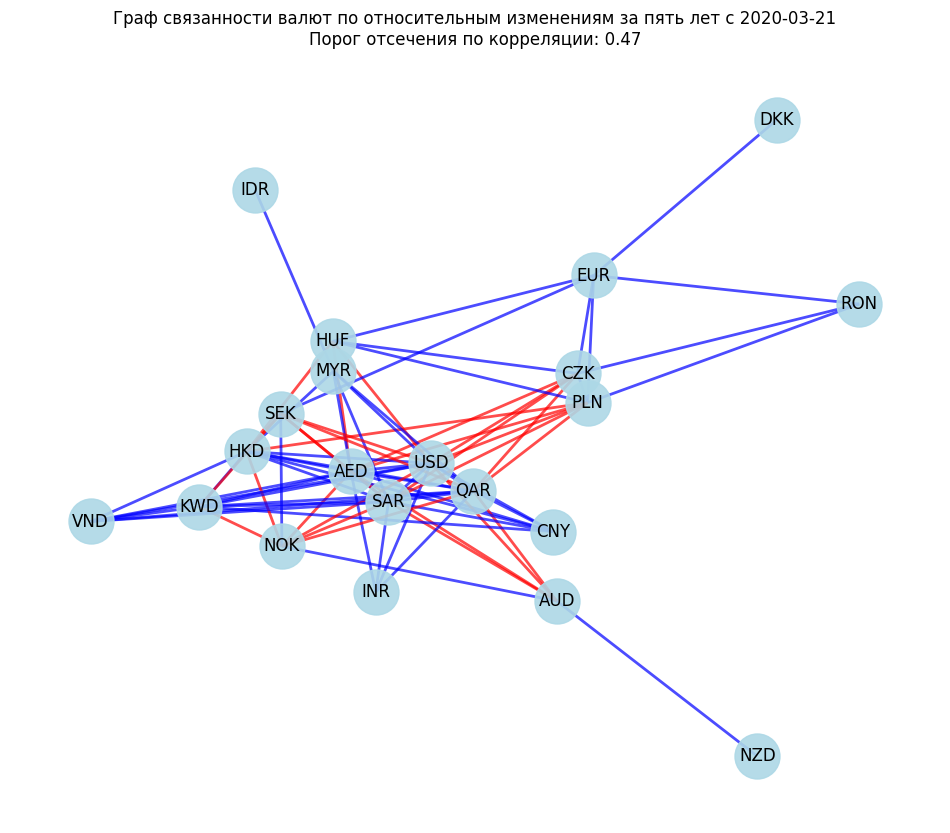 Граф связанности валют по относительным изменениям за пять лет с 2020-03-21
Порог отсечения по корреляции: 0.47
DKK
IDR
EUR
RON
HUF
MYR
CZK
PLN
SEK
HKD
USD
AED
QAR
SAR
KWD
VND
CNY
NOK
INR
AUD
NZD